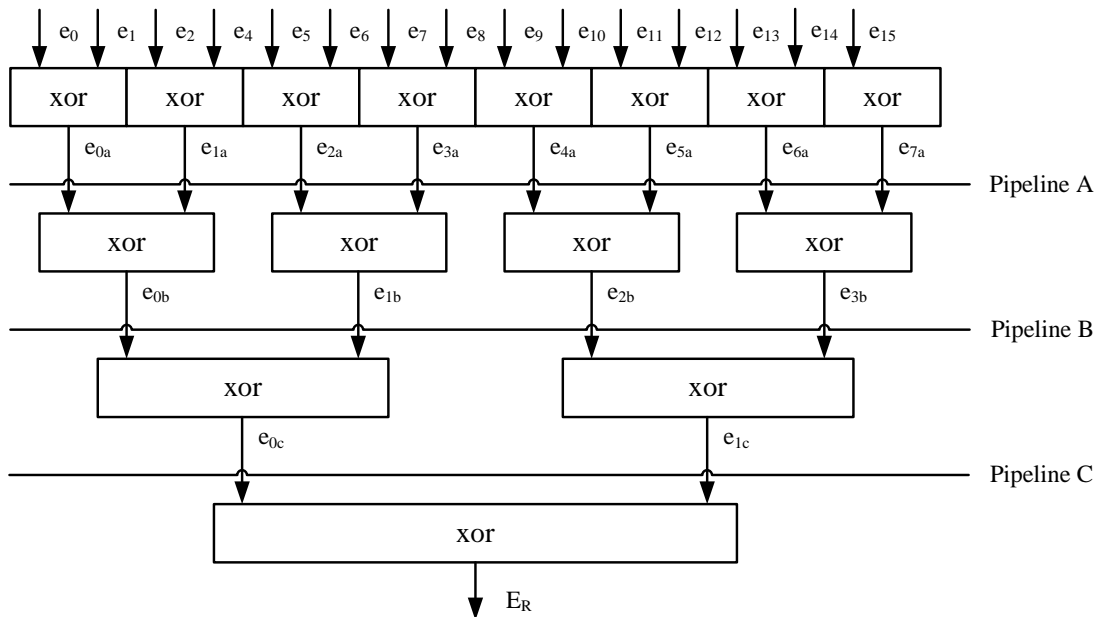 e0 e1 e2 e4 e5 e6 e7 e8 e9 e10 e11 e12 e13 e14 e15
xor xor xor xor xor xor xor xor
e0a e1a e2a e3a e4a e5a e6a e7a
Pipeline A
xor xor xor xor
e0b e1b e2b e3b
Pipeline B
xor xor
e0c e1c
Pipeline C
xor
ER